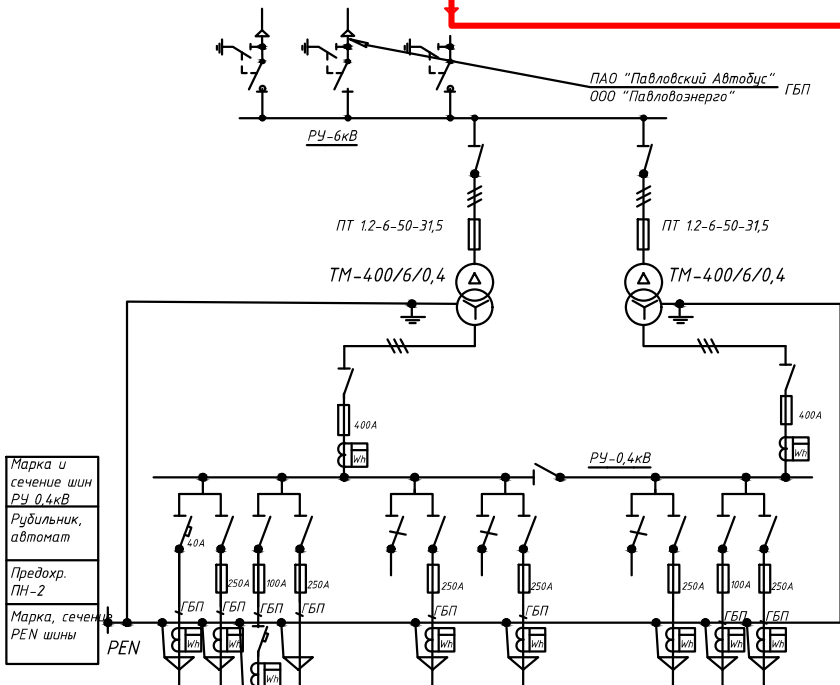 ПАО "Павловский Автобус"
ООО "Павловоэнерго"
ГБП
РУ-6кВ
ПТ 1.2-6-50-31,5
ПТ 1.2-6-50-31,5
ТМ-400/6/0,4
ТМ-400/6/0,4
400А
400А
Wh
Wh
РУ-0,4кВ
Марка и
сечение шин
РУ 0,4кВ
Рубильник,
автомат
40А
Предохр.
ПН-2
250А
100А
250А
250А
250А
250А
100А
250А
Марка, сечение
PEN шины
ГБП
ГБП
ГБП
ГБП
ГБП
ГБП
ГБП
ГБП
PEN
Wh
Wh
Wh
Wh
Wh
Wh
Wh
Wh